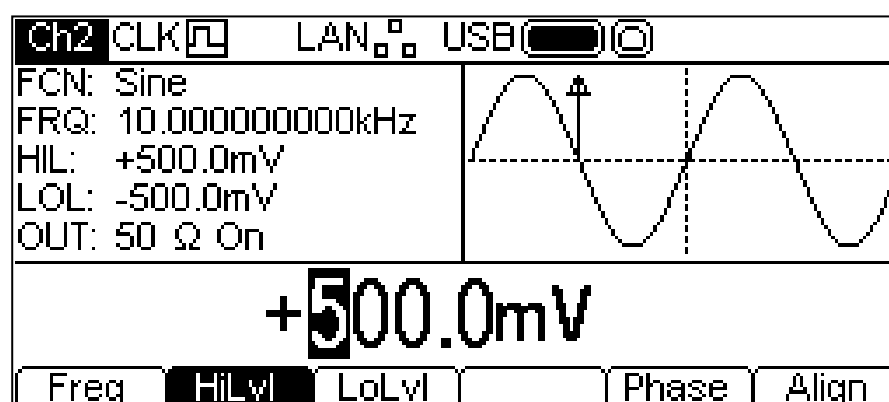 Ch2 CLK LAN USB
FCN: Sine
FRQ: 10.000000000kHz
HIL: +500.0mV
LOL: -500.0mV
OUT: 50 Ω On
+500.0mV
Freq HiLvl LoLvl Phase Align